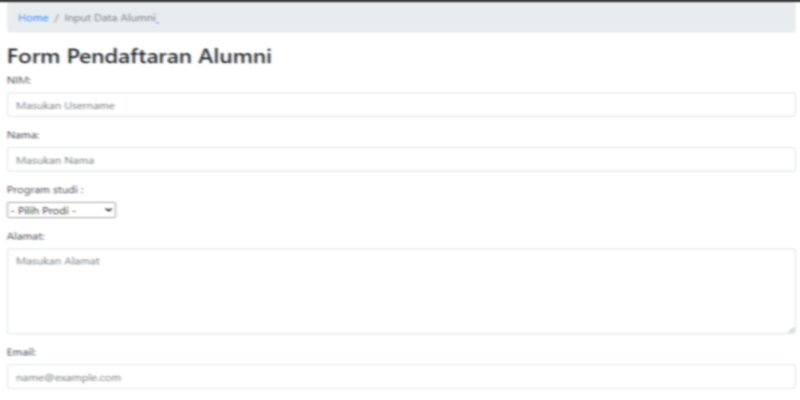 Home / Input Data Alumni
Form Pendaftaran Alumni
NIM:
Masukan Username
Nama:
Masukan Nama
Program studi :
- Pilih Prodi -
Alamat:
Masukan Alamat
Email:
name@example.com